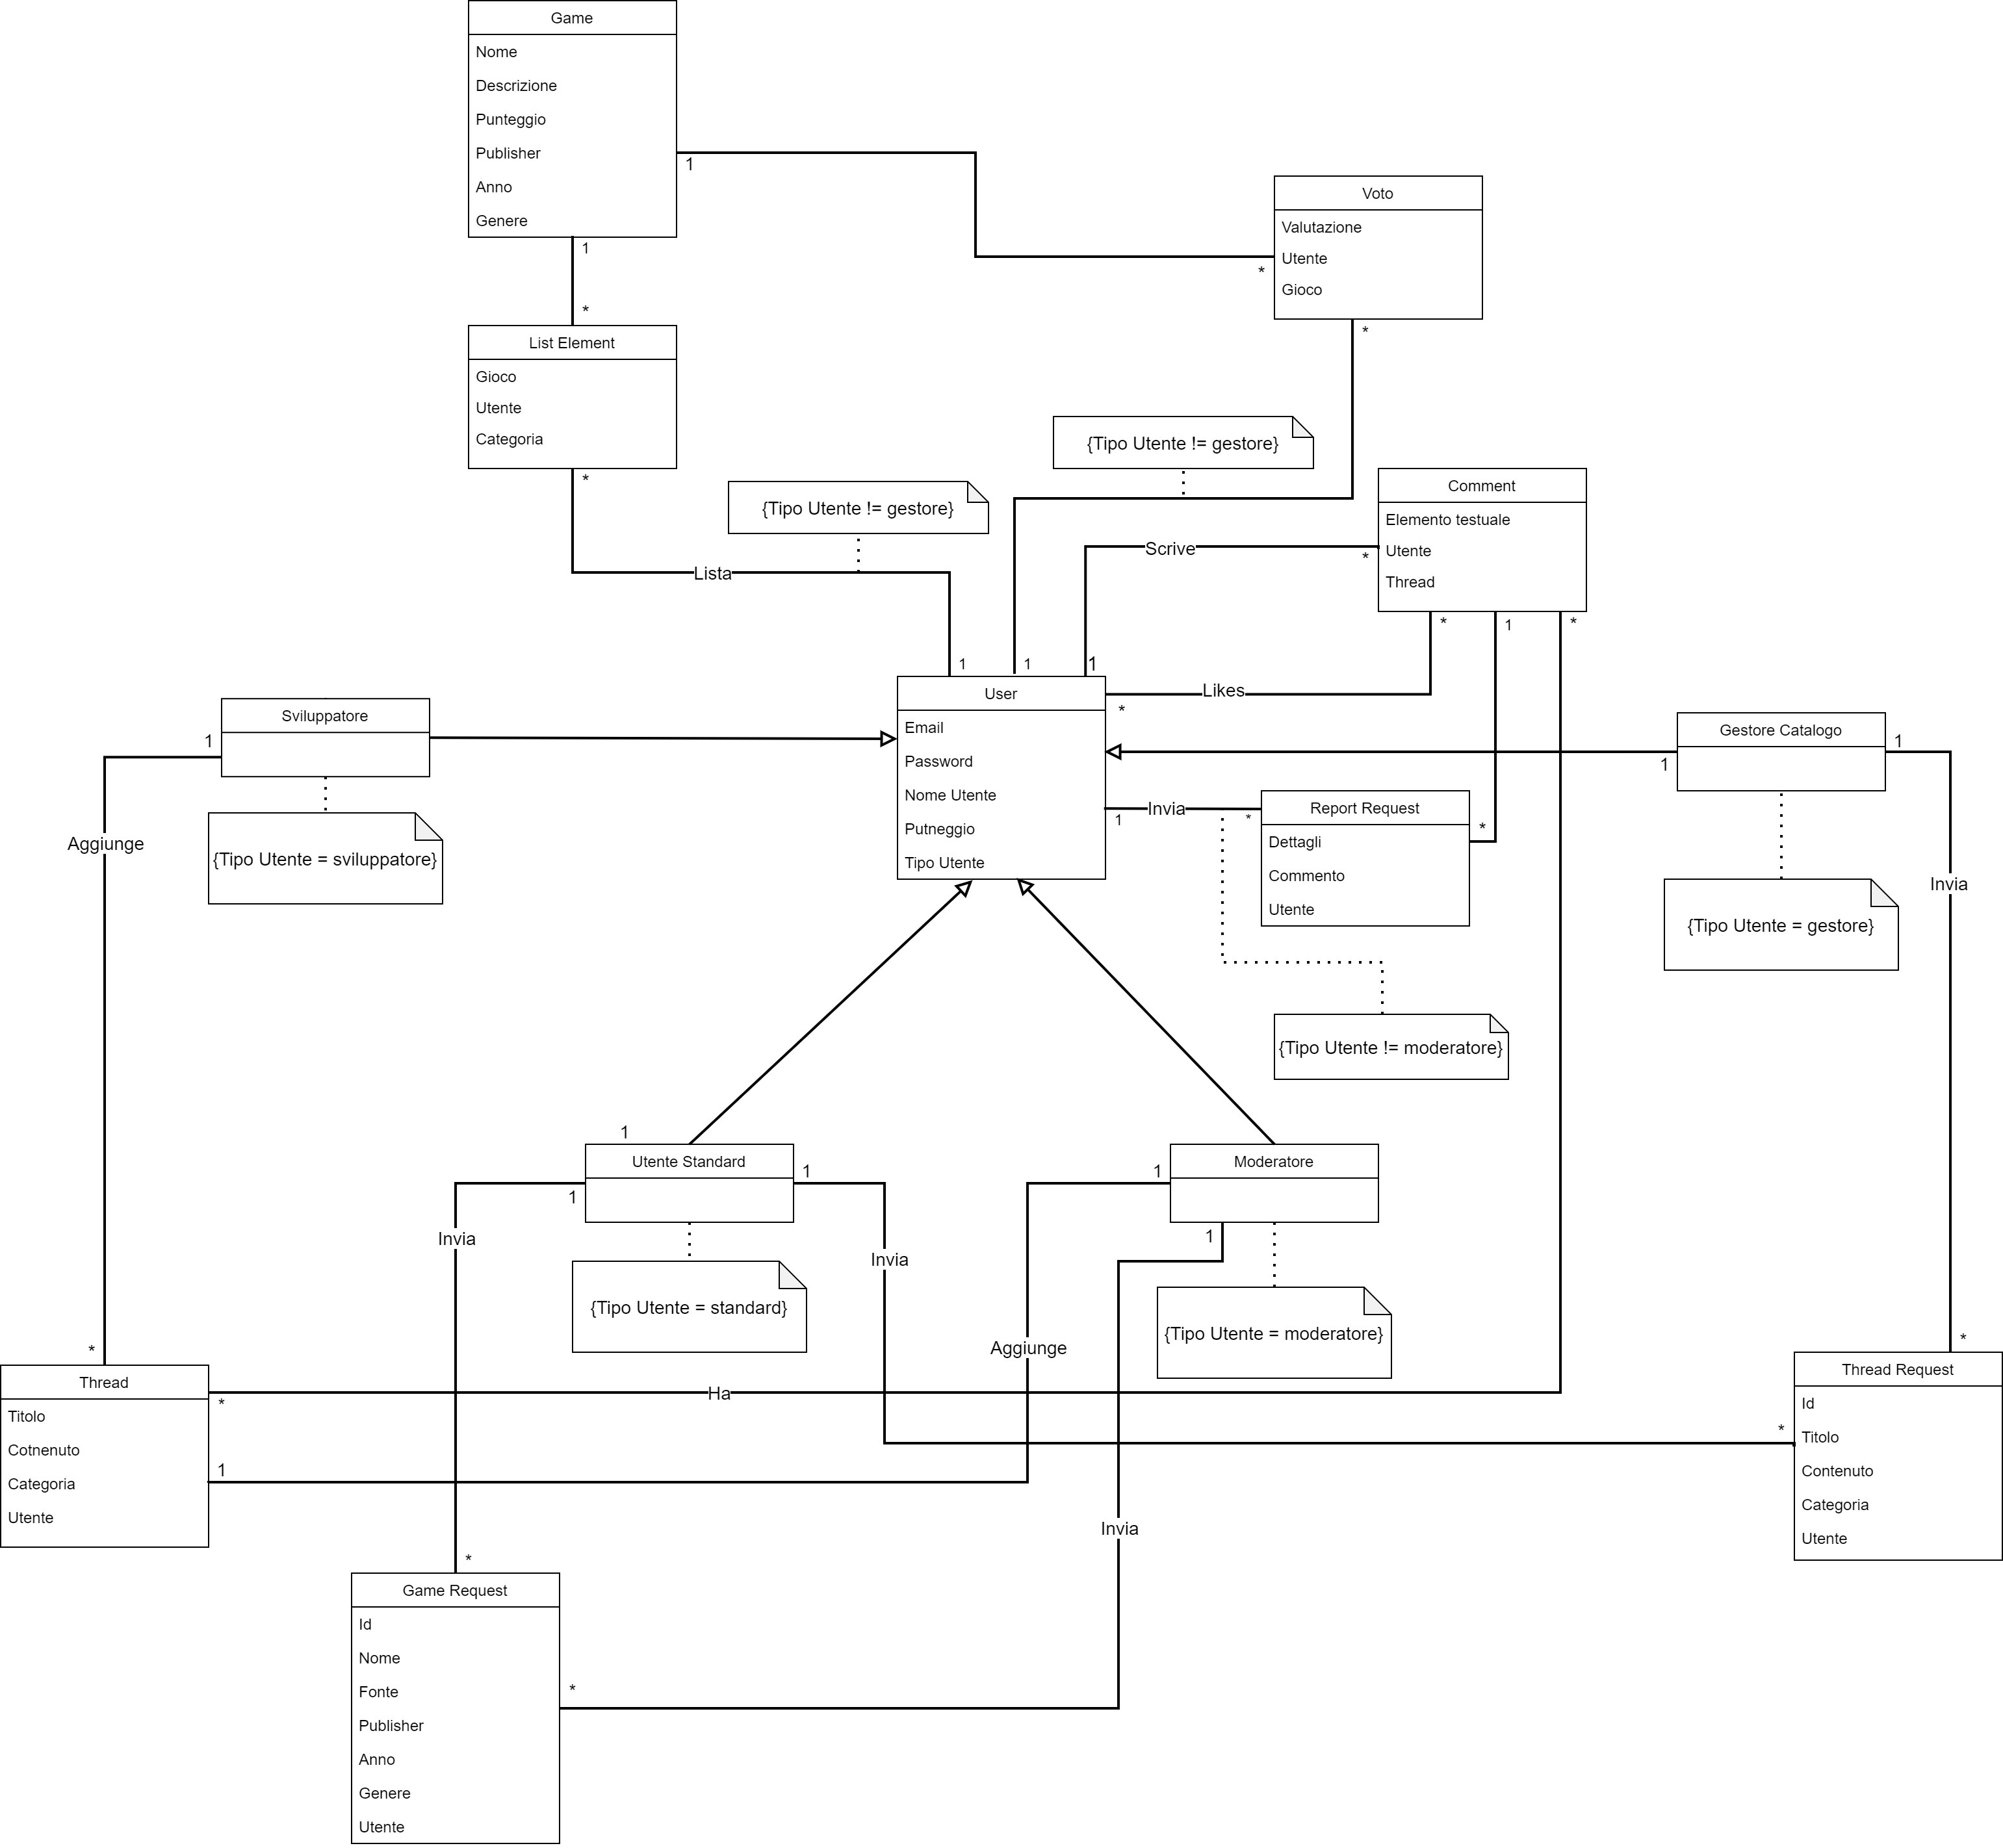 Game
Nome
Descrizione
Punteggio
Publisher
Anno
Genere
1
1
*
Voto
Valutazione
Utente
Gioco
*
*
List Element
Gioco
Utente
Categoria
*
{Tipo Utente != gestore}
{Tipo Utente != gestore}
Lista
Comment
Elemento testuale
Utente
Thread
Scrive
*
*
1
*
1
1
1
User
Email
Password
Nome Utente
Putneggio
Tipo Utente
Likes
*
Sviluppatore
1
{Tipo Utente = sviluppatore}
Aggiunge
Gestore Catalogo
1
1
{Tipo Utente = gestore}
Invia
Invia
1
*
Report Request
Dettagli
Commento
Utente
*
{Tipo Utente != moderatore}
1
Utente Standard
1
1
{Tipo Utente = standard}
Invia
Invia
Moderatore
1
1
{Tipo Utente = moderatore}
Aggiunge
Invia
*
Thread
Titolo
Cotnenuto
Categoria
Utente
*
Ha
1
*
Thread Request
Id
Titolo
Contenuto
Categoria
Utente
*
*
Game Request
Id
Nome
Fonte
Publisher
Anno
Genere
Utente
*